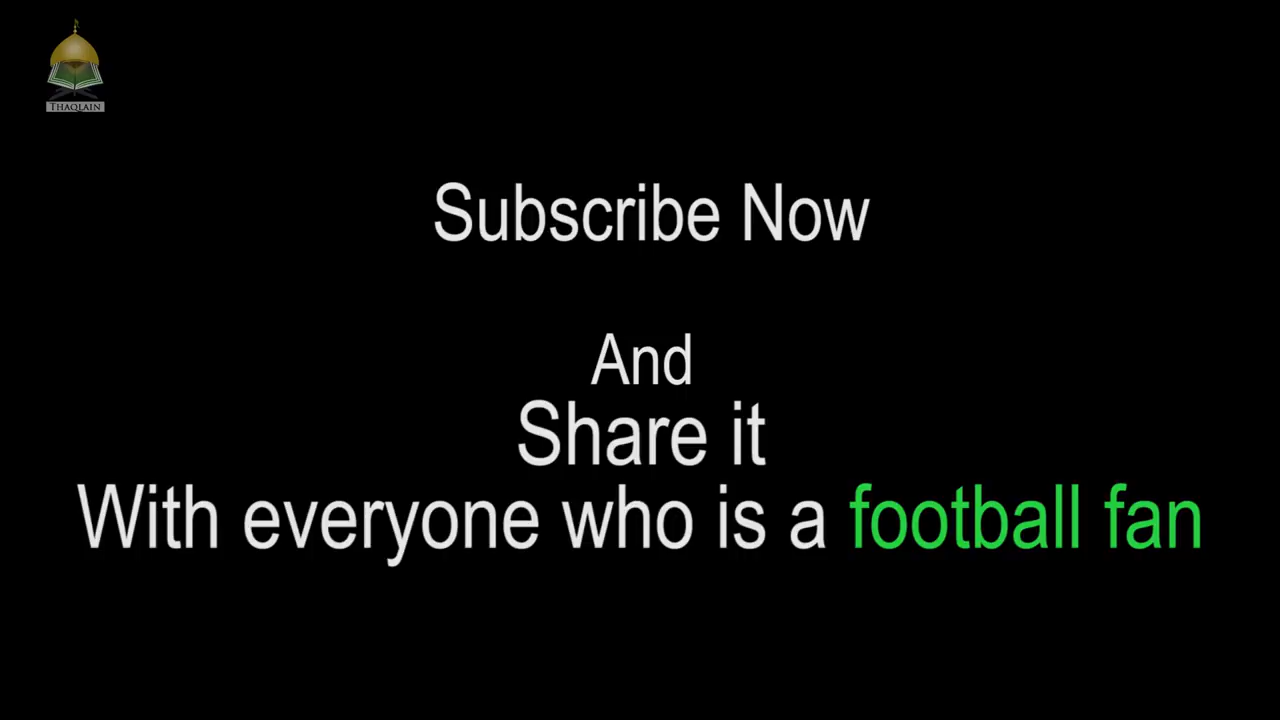 THAQLAIN
Subscribe Now
And
Share it
With everyone who is a football fan